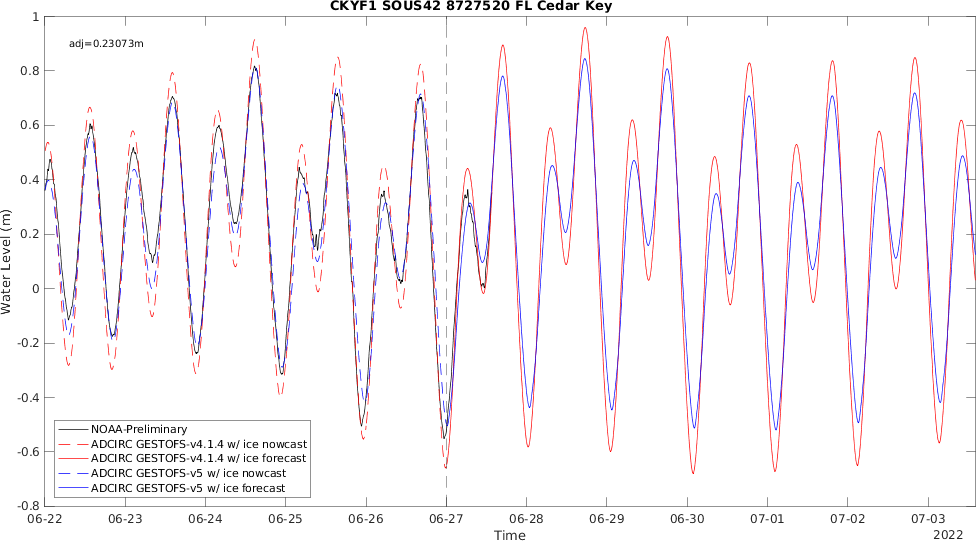 CKYF1 SOUS42 8727520 FL Cedar Key
1
0.8
0.6
0.4
0.2
0
-0.2
-0.4
-0.6
-0.8
Water Level (m)
adj=0.23073m
NOAA-Preliminary
ADCIRC GESTOFS-v4.1.4 w/ ice nowcast
ADCIRC GESTOFS-v4.1.4 w/ ice forecast
ADCIRC GESTOFS-v5 w/ ice nowcast
ADCIRC GESTOFS-v5 w/ ice forecast
06-22 06-23 06-24 06-25 06-26 06-27 06-28 06-29 06-30 07-01 07-02 07-03
Time
2022